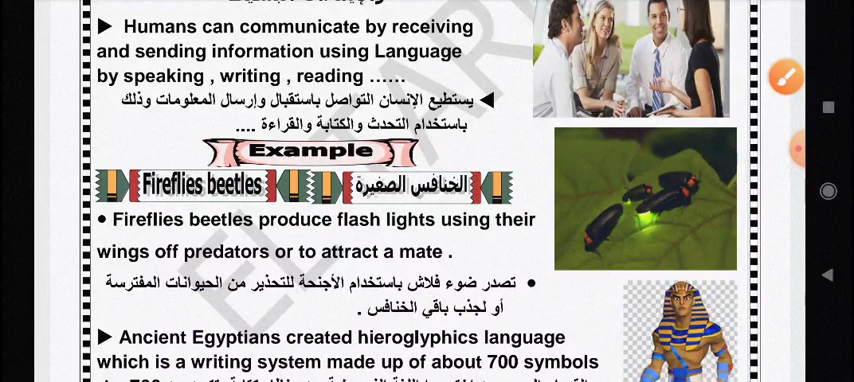 ▶ Humans can communicate by receiving
and sending information using Language
by speaking , writing , reading ......
◀ يستطيع الإنسان التواصل باستقبال وإرسال المعلومات وذلك
باستخدام التحدث والكتابة والقراءة ....
Example
Fireflies beetles الخنافس الصغيرة
• Fireflies beetles produce flash lights using their
wings off predators or to attract a mate .
• تصدر ضوء فلاش باستخدام الأجنحة للتحذير من الحيوانات المفترسة
أو لجذب باقي الخنافس .
▶ Ancient Egyptians created hieroglyphics language
which is a writing system made up of about 700 symbols